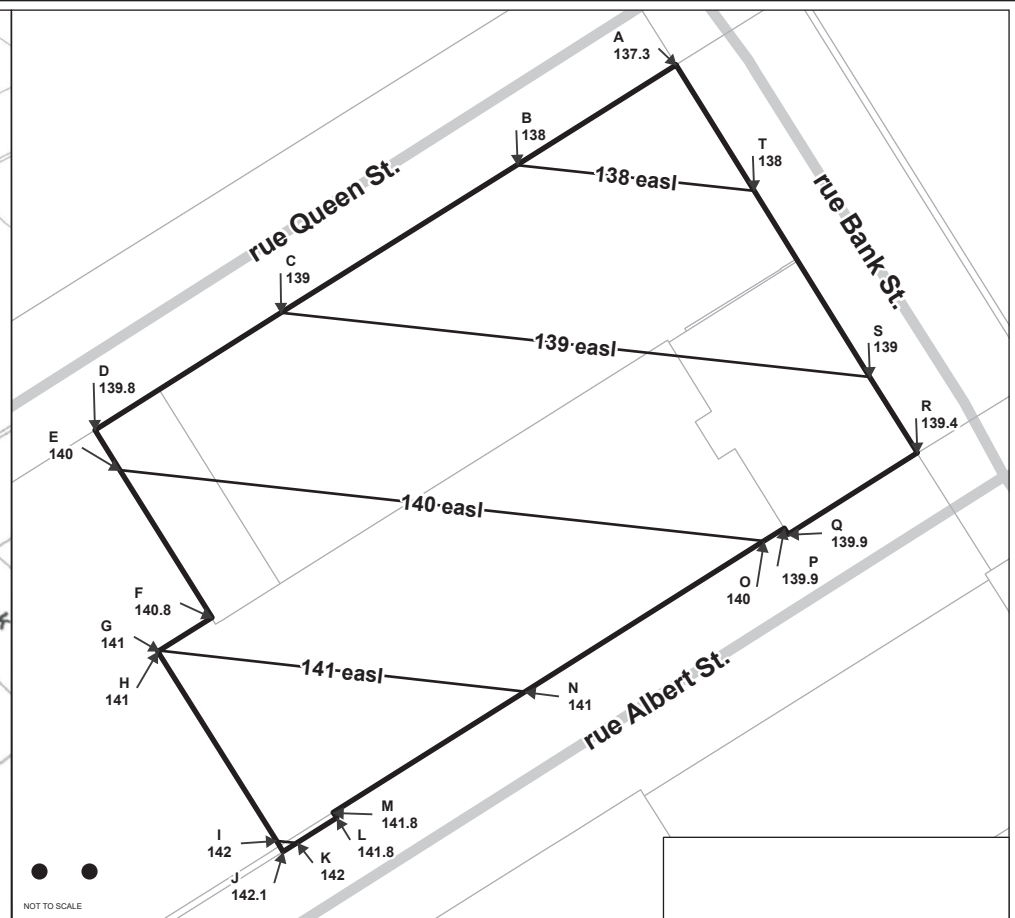 A
137.3
B
138
T
138
138 easl
rue Queen St.
rue Bank St.
C
139
139 easl
S
139
D
139.8
R
139.4
E
140
140 easl
Q
139.9
P
139.9
O
140
F
140.8
G
141
H
141
141 easl
N
141
rue Albert St.
M
141.8
L
141.8
I
142
K
142
J
142.1
NOT TO SCALE